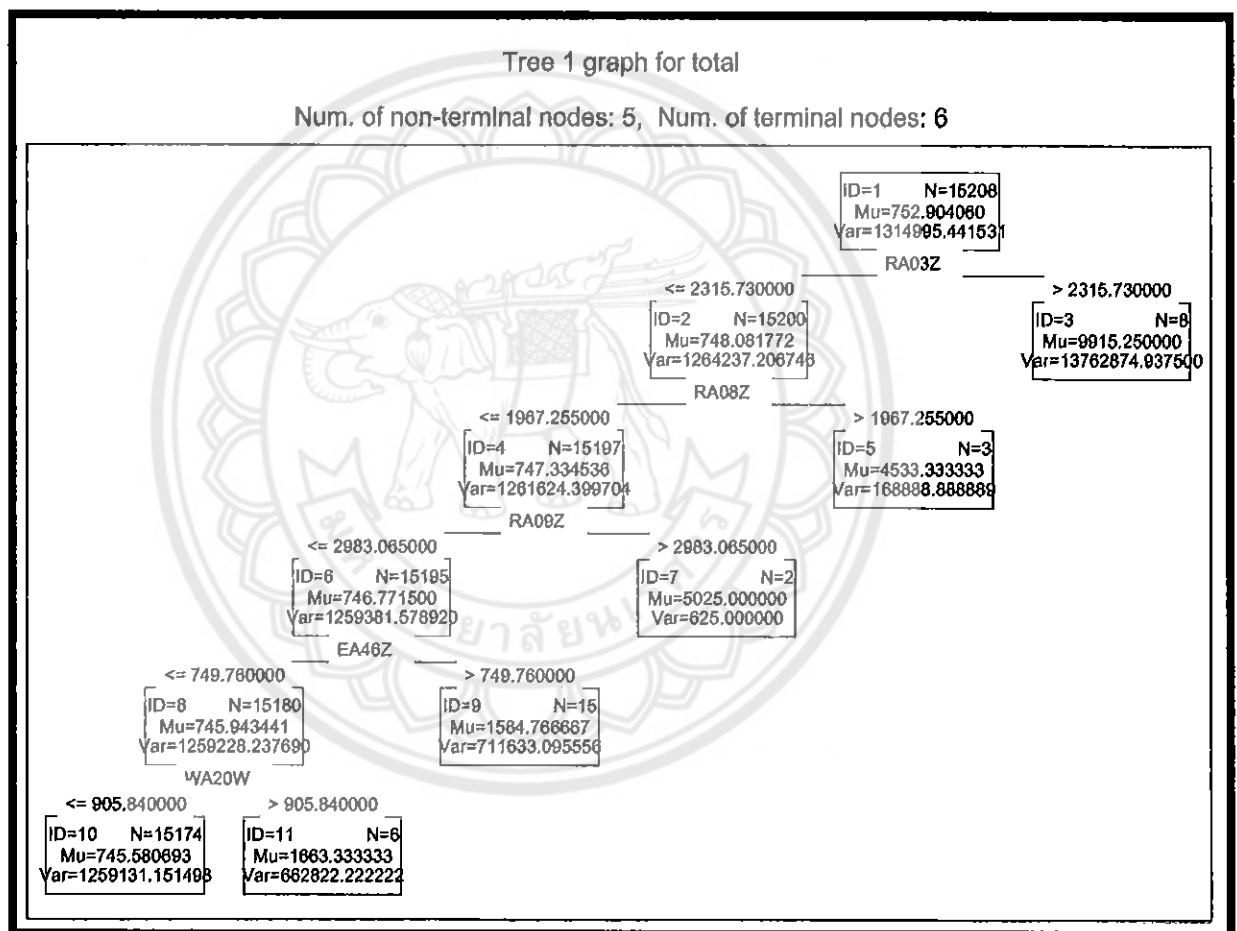 Tree 1 graph for total
Num. of non-terminal nodes: 5, Num. of terminal nodes: 6
ID=1 N=15208
Mu=752.904060
Var=1314995.441531
RA03Z
<= 2315.730000
> 2315.730000
ID=2 N=15200
Mu=748.081772
Var=1264237.206746
ID=3 N=8
Mu=9915.250000
Var=13762874.937500
RA08Z
<= 1967.255000
> 1967.255000
ID=4 N=15197
Mu=747.334536
Var=1261624.399704
ID=5 N=3
Mu=4533.333333
Var=168888.888889
RA09Z
<= 2983.065000
> 2983.065000
ID=6 N=15195
Mu=746.771500
Var=1259381.578920
ID=7 N=2
Mu=5025.000000
Var=625.000000
EA46Z
<= 749.760000
> 749.760000
ID=8 N=15180
Mu=745.943441
Var=1259228.237690
ID=9 N=15
Mu=1584.766667
Var=711633.095556
WA20W
<= 905.840000
> 905.840000
ID=10 N=15174
Mu=745.580693
Var=1259131.151498
ID=11 N=6
Mu=1663.333333
Var=662822.222222